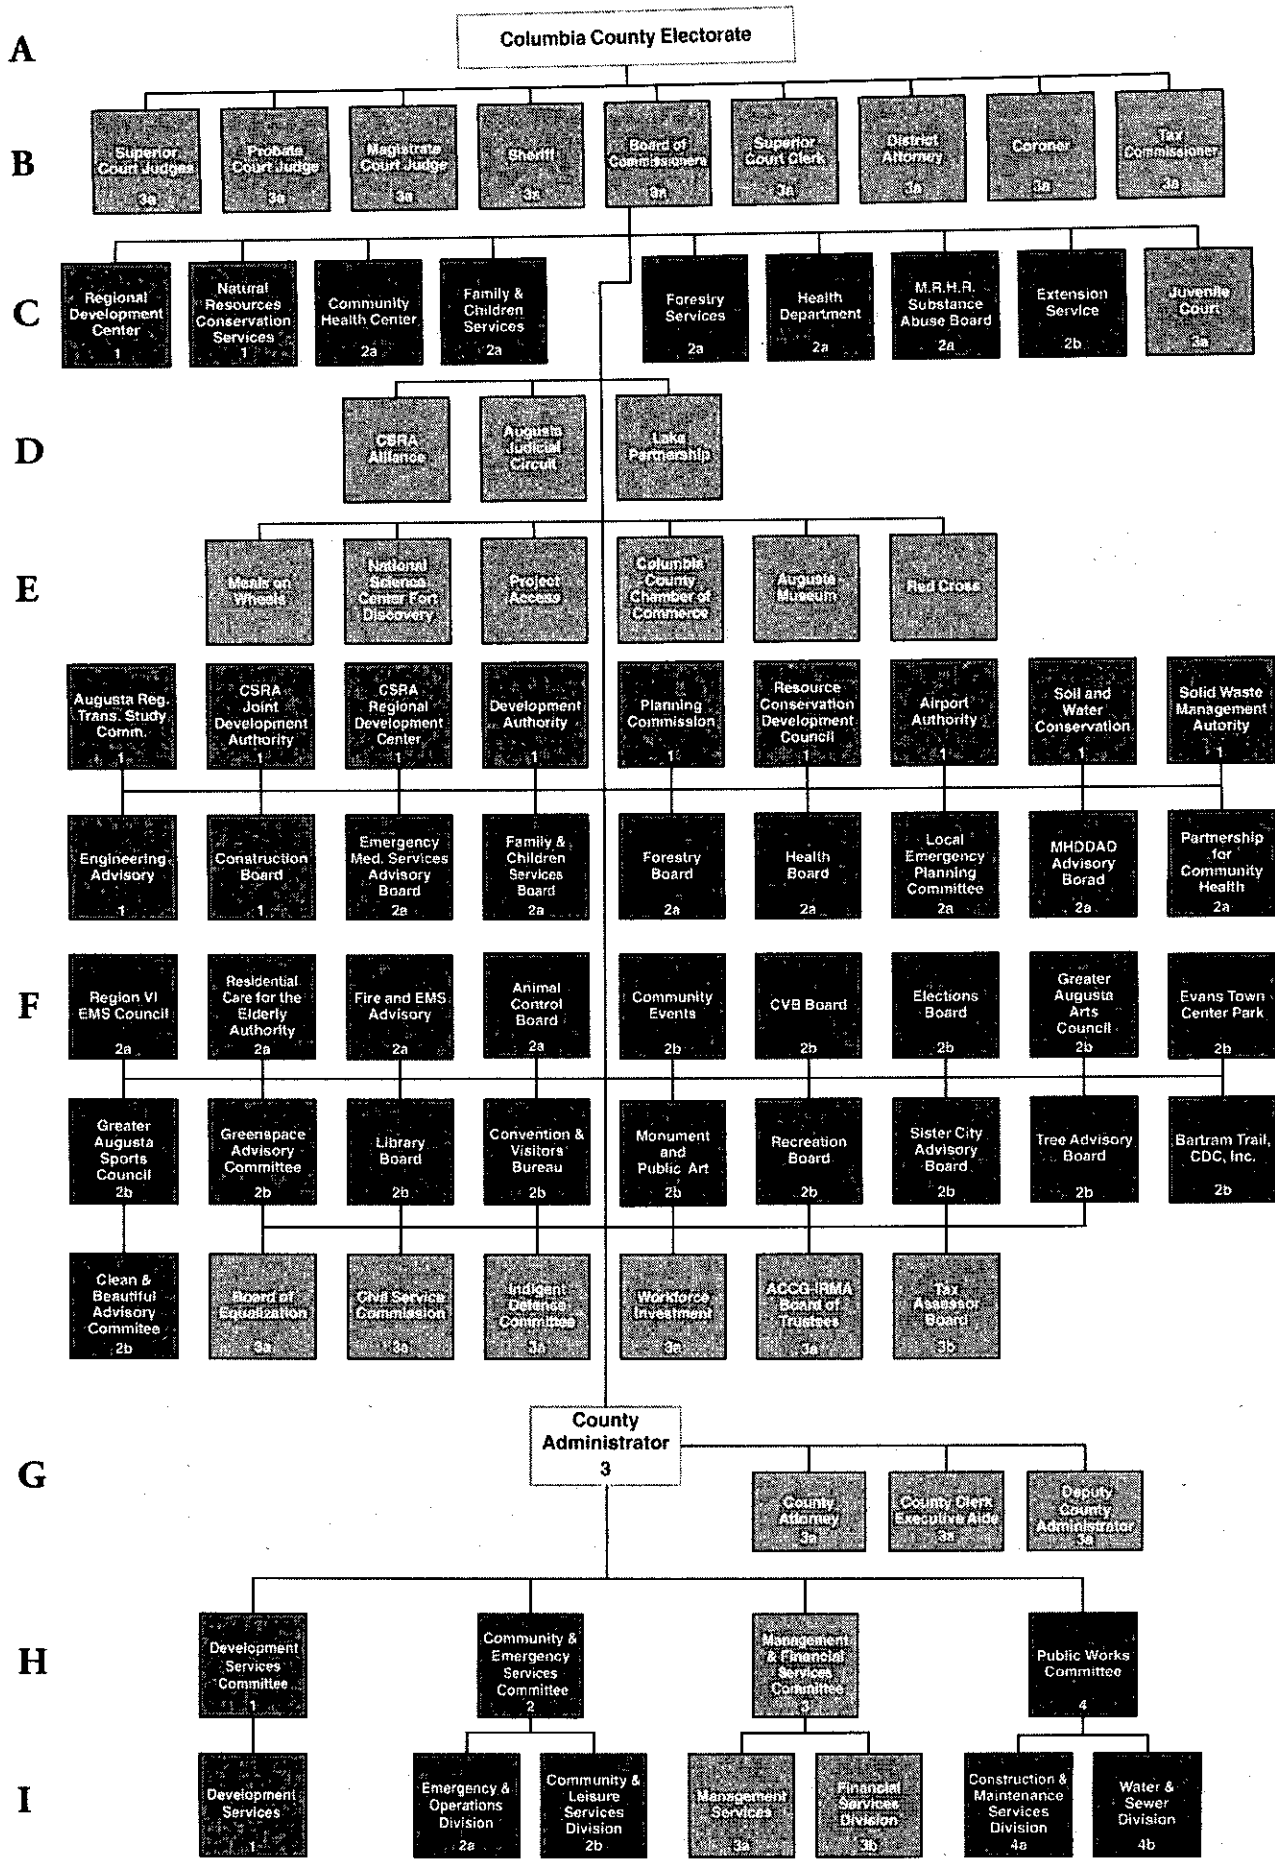 A
Columbia County Electorate
B
Superior
Court Judges
3a
Probate
Court Judge
3a
Magistrate
Court Judge
3a
Sheriff
3a
Board of
Commissioners
3a
Superior
Court Clerk
3a
District
Attorney
3a
Coroner
3a
Tax
Commissioner
3a
C
Regional
Development
Center
1
Natural
Resources
Conservation
Services
1
Community
Health Center
2a
Family &
Children
Services
2a
Forestry
Services
2a
Health
Department
2a
M.R.H.R.
Substance
Abuse Board
2a
Extension
Service
2b
Juvenile
Court
3a
D
CSRA
Alliance
Augusta
Judicial
Circuit
Lake
Partnership
E
Meals on
Wheels
National
Science
Center Fort
Discovery
Project
Access
Columbia
County
Chamber of
Commerce
Augusta
Museum
Red Cross
Augusta Reg.
Trans. Study
Comm.
1
CSRA
Joint
Development
Authority
1
CSRA
Regional
Development
Center
1
Development
Authority
1
Planning
Commission
1
Resource
Conservation
Development
Council
1
Airport
Authority
1
Soil and
Water
Conservation
1
Solid Waste
Management
Autority
1
Engineering
Advisory
1
Construction
Board
1
Emergency
Med. Services
Advisory
Board
2a
Family &
Children
Services
Board
2a
Forestry
Board
2a
Health
Board
2a
Local
Emergency
Planning
Committee
2a
MHDDAD
Advisory
Borad
2a
Partnership
for
Community
Health
2a
F
Region VI
EMS Council
2a
Residential
Care for the
Elderly
Authority
2a
Fire and EMS
Advisory
2a
Animal
Control
Board
2a
Community
Events
2b
CVB Board
2b
Elections
Board
2b
Greater
Augusta
Arts
Council
2b
Evans Town
Center Park
2b
Greater
Augusta
Sports
Council
2b
Greenspace
Advisory
Committee
2b
Library
Board
2b
Convention &
Visitors
Bureau
2b
Monument
and
Public Art
2b
Recreation
Board
2b
Sister City
Advisory
Board
2b
Tree Advisory
Board
2b
Bartram Trail,
CDC, Inc.
2b
Clean &
Beautiful
Advisory
Commitee
2b
Board of
Equalization
3a
Civil Service
Commission
3a
Indigent
Defence
Committee
3a
Workforce
Investment
3a
ACCG-IRMA
Board of
Trustees
3a
Tax
Assessor
Board
3b
G
County
Administrator
3
County
Attorney
3a
County Clerk
Executive Aide
3a
Deputy
County
Administrator
3a
H
Development
Services
Committee
1
Community &
Emergency
Services
Committee
2
Management
& Financial
Services
Committee
3
Public Works
Committee
4
I
Development
Services
1
Emergency &
Operations
Division
2a
Community &
Leisure
Services
Division
2b
Management
Services
3a
Financial
Services
Division
3b
Construction &
Maintenance
Services
Division
4a
Water &
Sewer
Division
4b